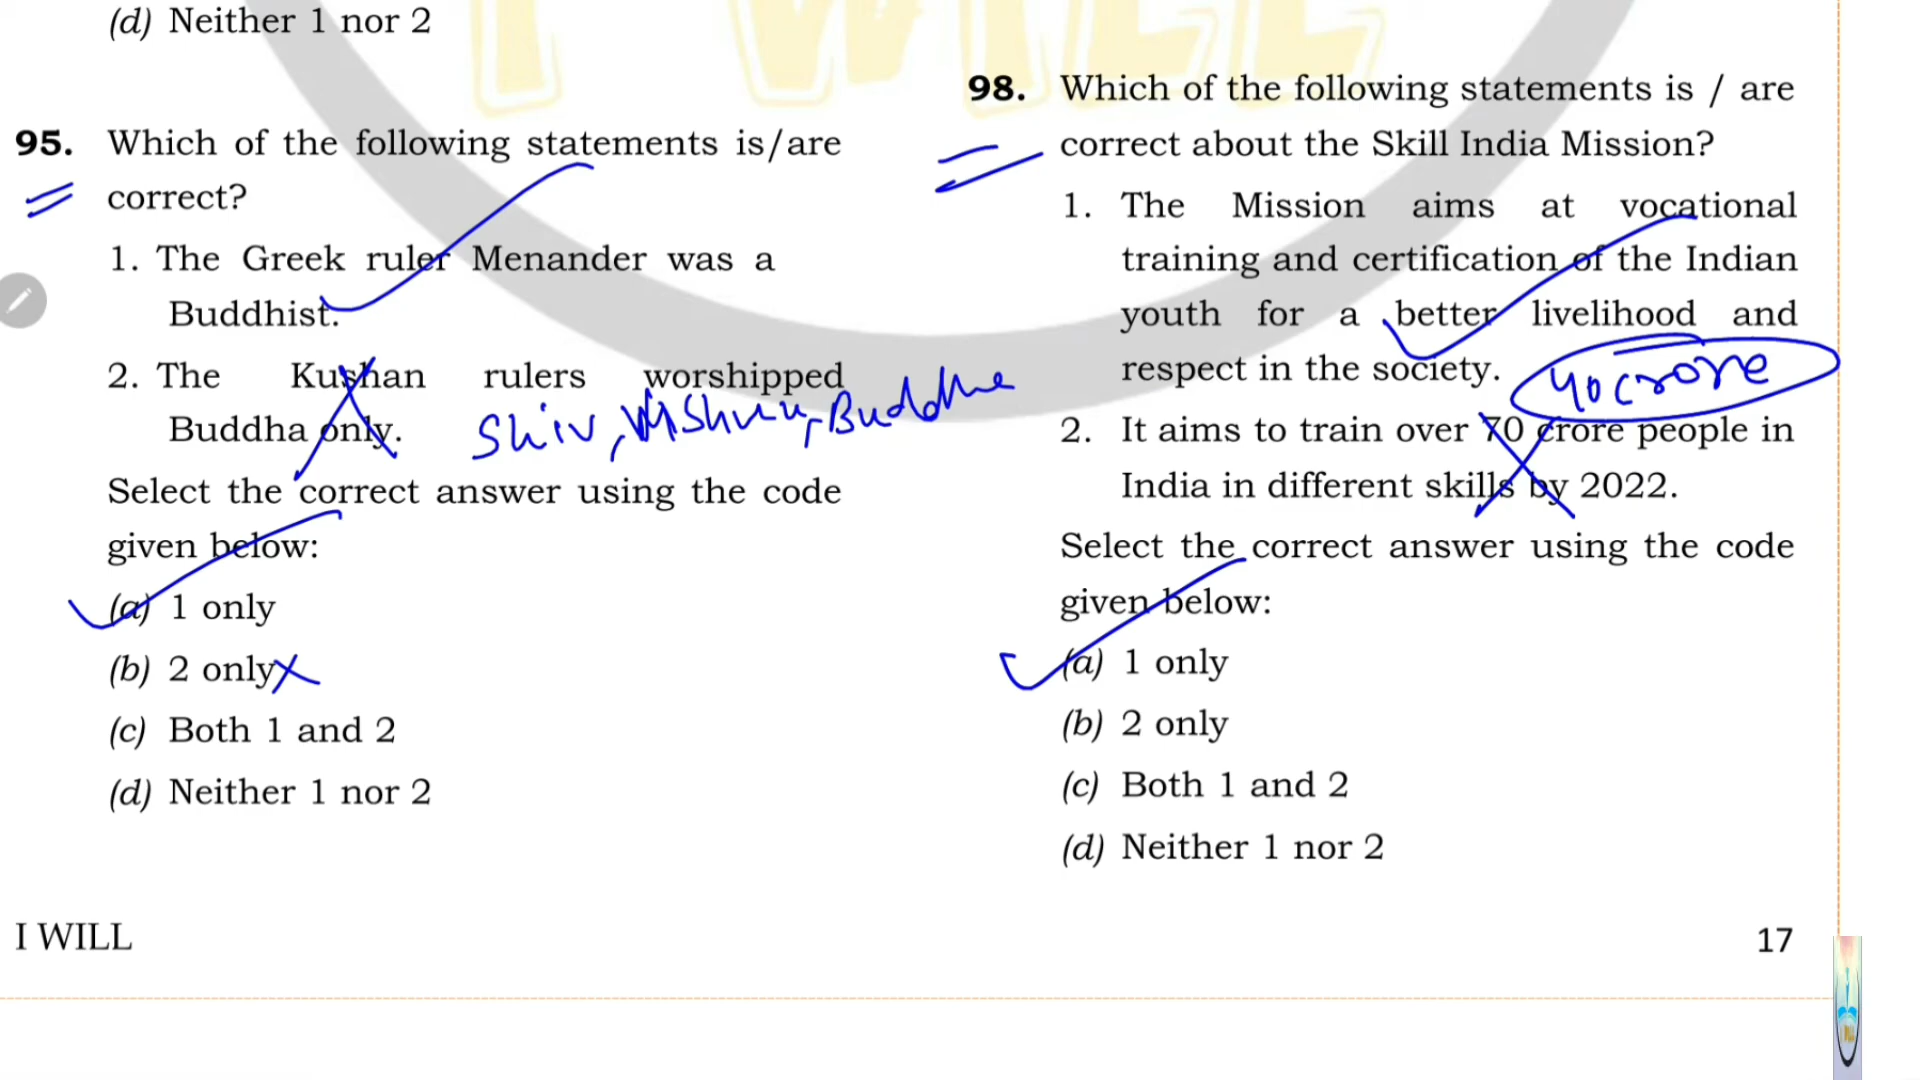 (d) Neither 1 nor 2
95. Which of the following statements is/are
correct?
1. The Greek ruler Menander was a
Buddhist.
2. The Kushan rulers worshipped
Buddha only.
Shiv, Vishnu, Buddha
Select the correct answer using the code
given below:
(a) 1 only
(b) 2 only
(c) Both 1 and 2
(d) Neither 1 nor 2
98. Which of the following statements is / are
correct about the Skill India Mission?
1. The Mission aims at vocational
training and certification of the Indian
youth for a better livelihood and
respect in the society.
40 crore
2. It aims to train over 70 crore people in
India in different skills by 2022.
Select the correct answer using the code
given below:
(a) 1 only
(b) 2 only
(c) Both 1 and 2
(d) Neither 1 nor 2
I WILL
17